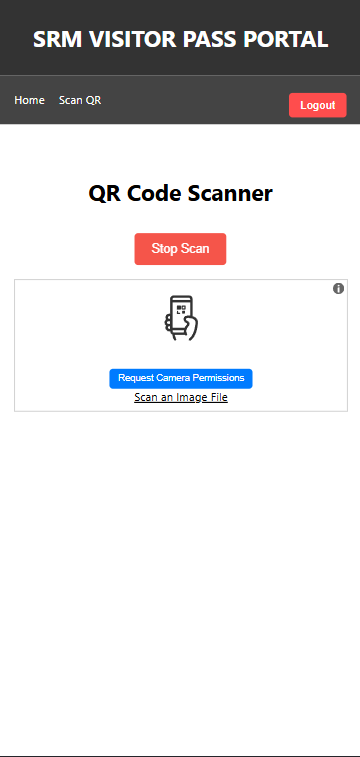 SRM VISITOR PASS PORTAL
Home Scan QR Logout
QR Code Scanner
Stop Scan
Request Camera Permissions
Scan an Image File